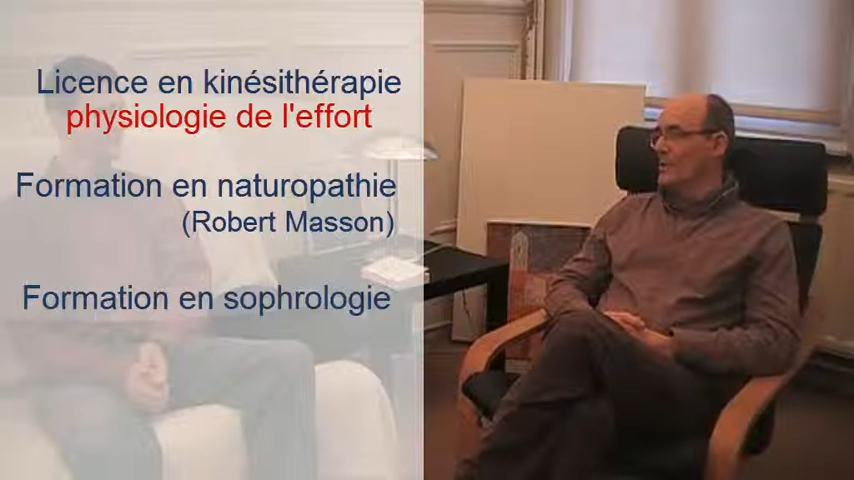 Licence en kinésithérapie
physiologie de l'effort
Formation en naturopathie
(Robert Masson)
Formation en sophrologie